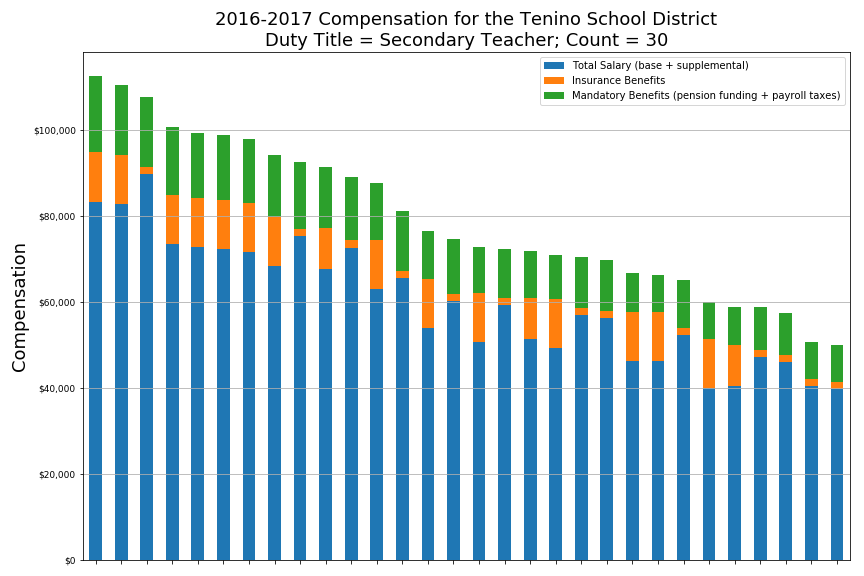 2016-2017 Compensation for the Tenino School District
Duty Title = Secondary Teacher; Count = 30
Total Salary (base + supplemental)
Insurance Benefits
Mandatory Benefits (pension funding + payroll taxes)
Compensation
$100,000
$80,000
$60,000
$40,000
$20,000
$0